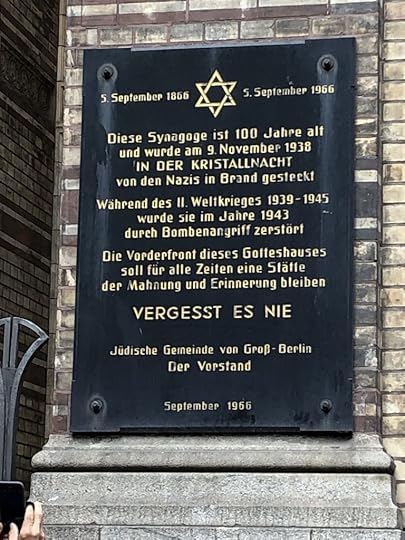 5. September 1866 5. September 1966
Diese Synagoge ist 100 Jahre alt
und wurde am 9. November 1938
IN DER KRISTALLNACHT
von den Nazis in Brand gesteckt
Während des II. Weltkrieges 1939-1945
wurde sie im Jahre 1943
durch Bombenangriff zerstört
Die Vorderfront dieses Gotteshauses
soll für alle Zeiten eine Stätte
der Mahnung und Erinnerung bleiben
VERGESST ES NIE
Jüdische Gemeinde von Groß-Berlin
Der Vorstand
September 1966